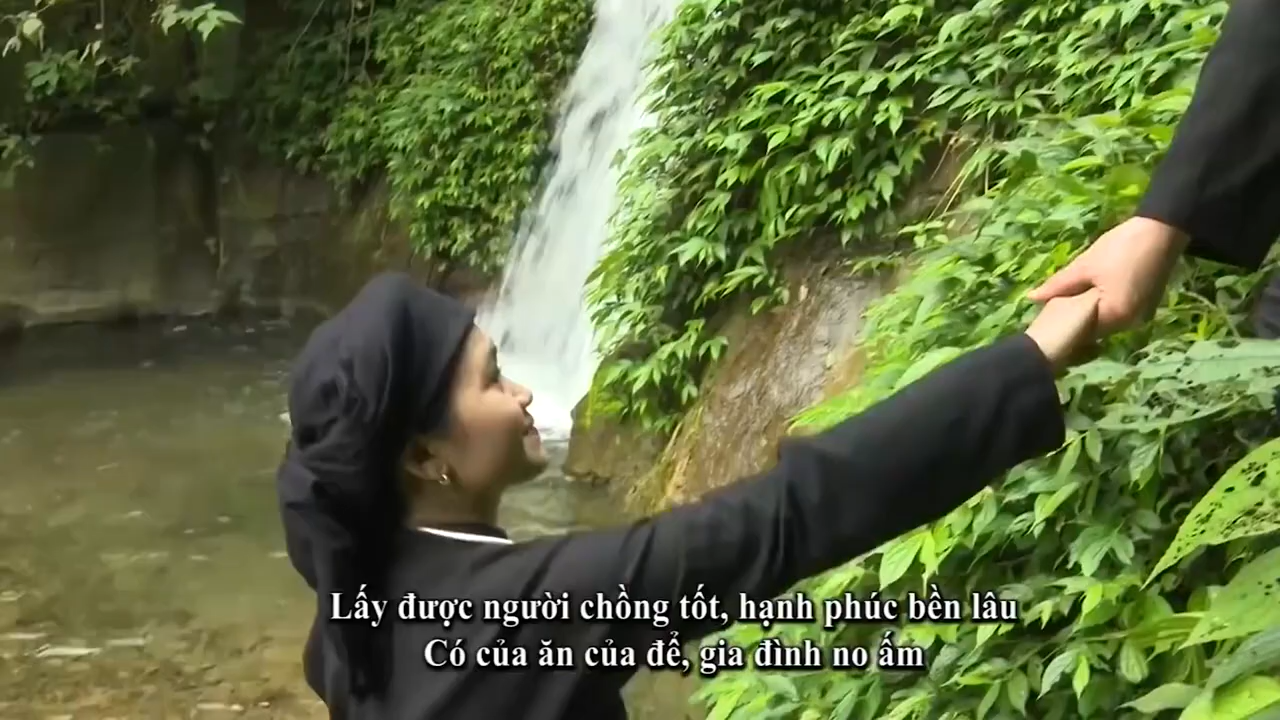 Lấy được người chồng tốt, hạnh phúc bền lâu
Có của ăn của để, gia đình no ấm